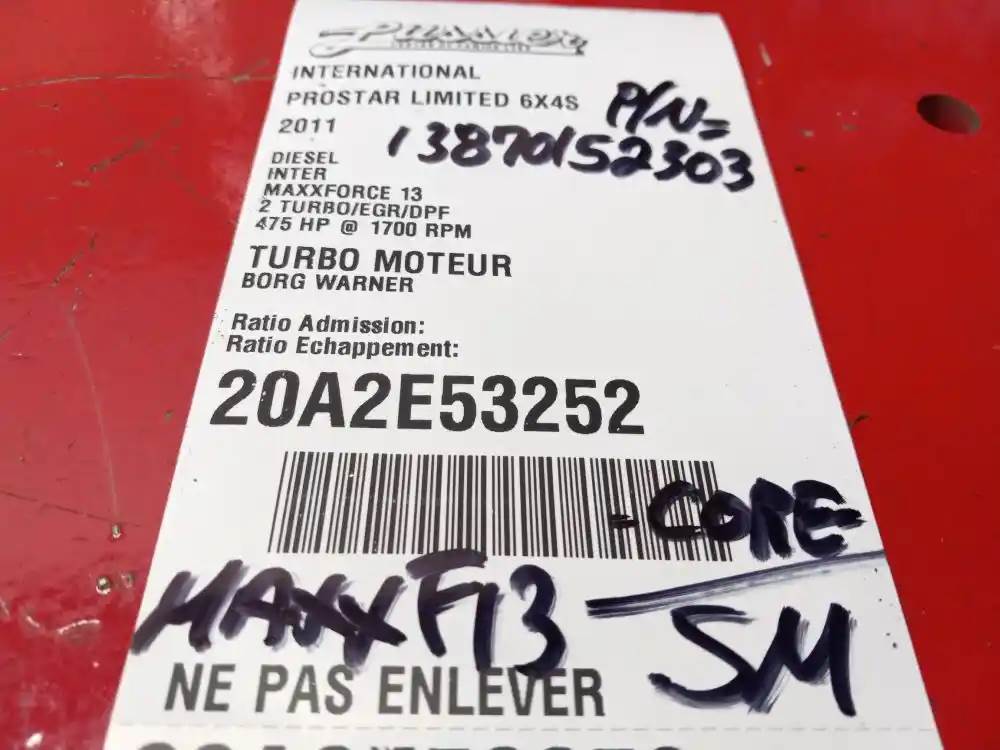 INTERNATIONAL
PROSTAR LIMITED 6X4S
P/N=
2011
13870152303
DIESEL
INTER
MAXXFORCE 13
2 TURBO/EGR/DPF
475 HP @ 1700 RPM
TURBO MOTEUR
BORG WARNER
Ratio Admission:
Ratio Echappement:
20A2E53252
- CORE
MAXXF13
SM
NE PAS ENLEVER